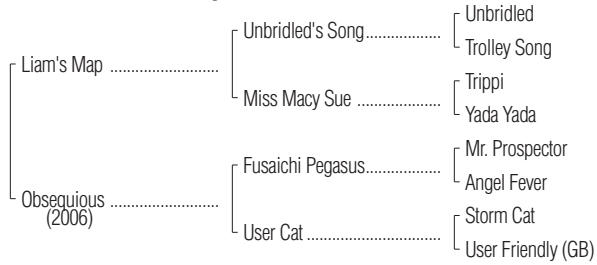 Unbridled
Unbridled's Song..................
Trolley Song
Liam's Map ..........................
Trippi
Miss Macy Sue ....................
Yada Yada
Mr. Prospector
Fusaichi Pegasus..................
Angel Fever
Obsequious ..........................
(2006)
Storm Cat
User Cat ................................
User Friendly (GB)